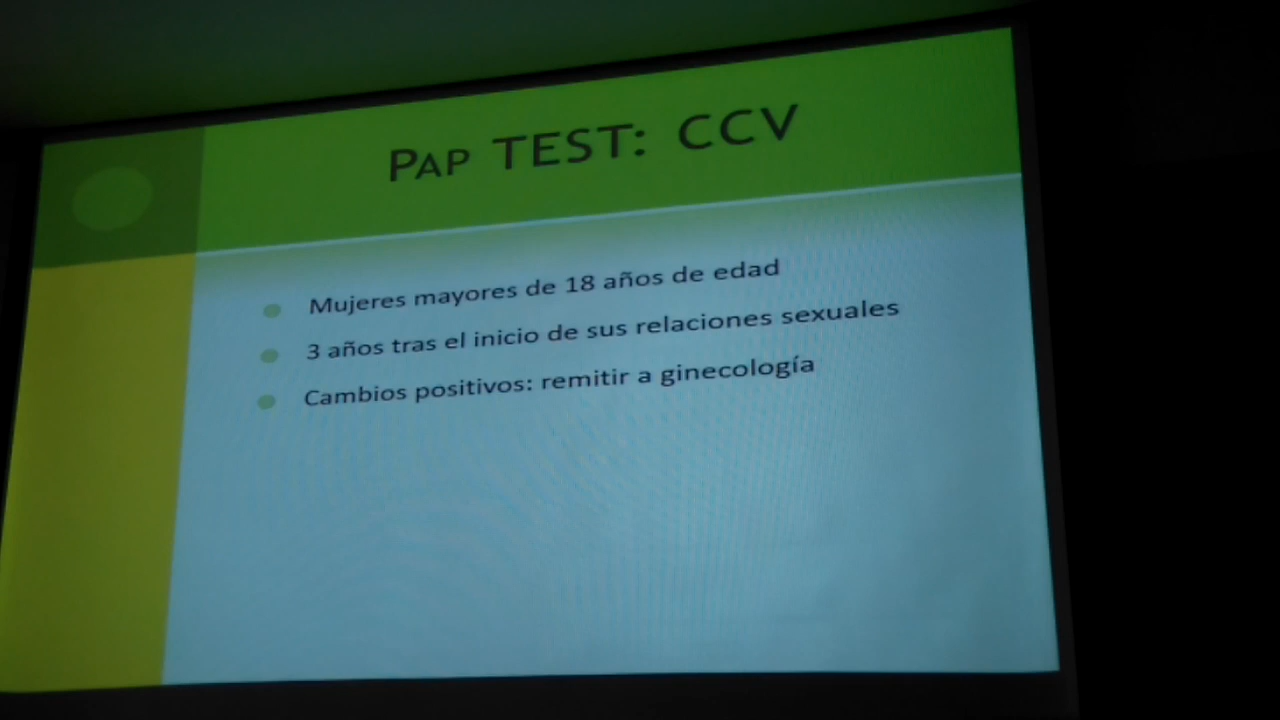 PAP TEST: CCV
Mujeres mayores de 18 años de edad
3 años tras el inicio de sus relaciones sexuales
Cambios positivos: remitir a ginecología